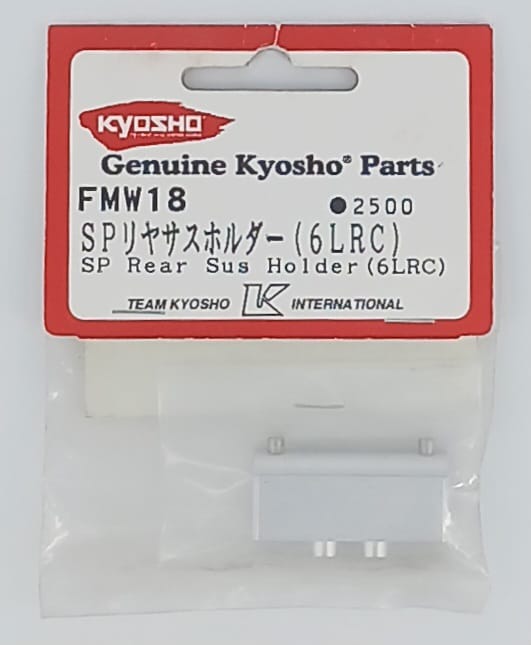 KYOSHO
Genuine Kyosho® Parts
FMW18 ●2500
SPリヤサスホルダー(6LRC)
SP Rear Sus Holder(6LRC)
TEAM KYOSHO K INTERNATIONAL